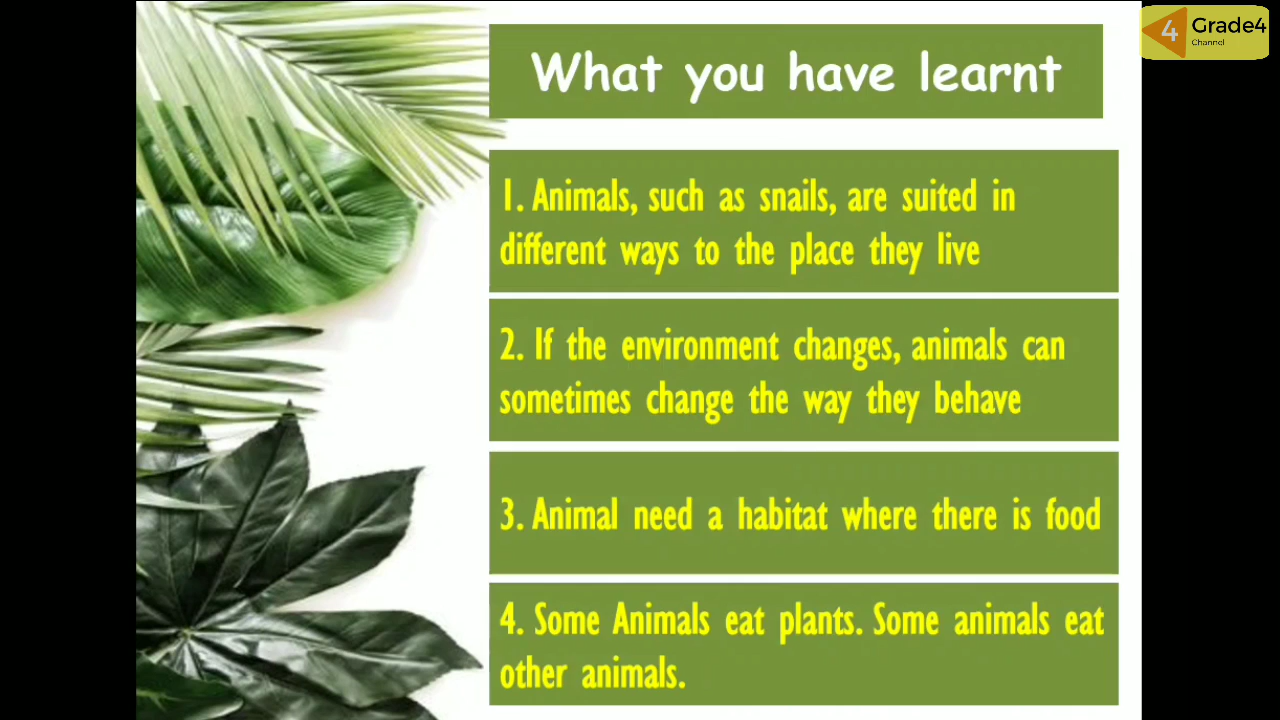 4 Grade4
Channel
What you have learnt
1. Animals, such as snails, are suited in
different ways to the place they live
2. If the environment changes, animals can
sometimes change the way they behave
3. Animal need a habitat where there is food
4. Some Animals eat plants. Some animals eat
other animals.